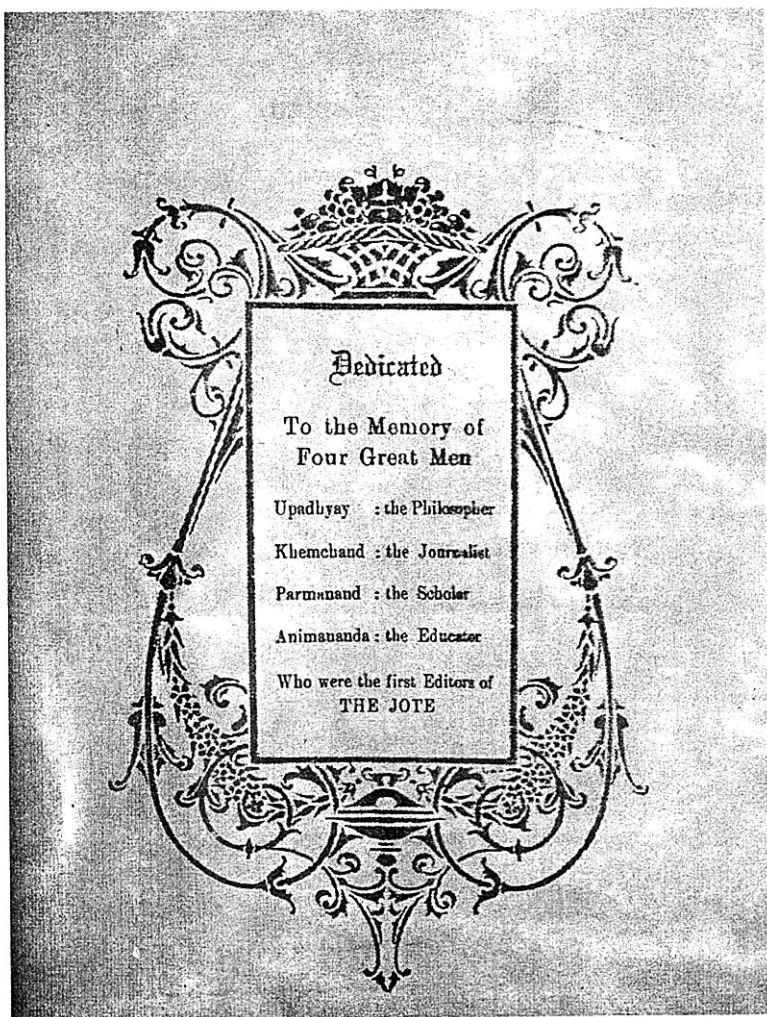 Dedicated
To the Memory of
Four Great Men
Upadhyay : the Philosopher
Khemchand : the Journalist
Parmanand : the Scholar
Animananda : the Educator
Who were the first Editors of
THE JOTE